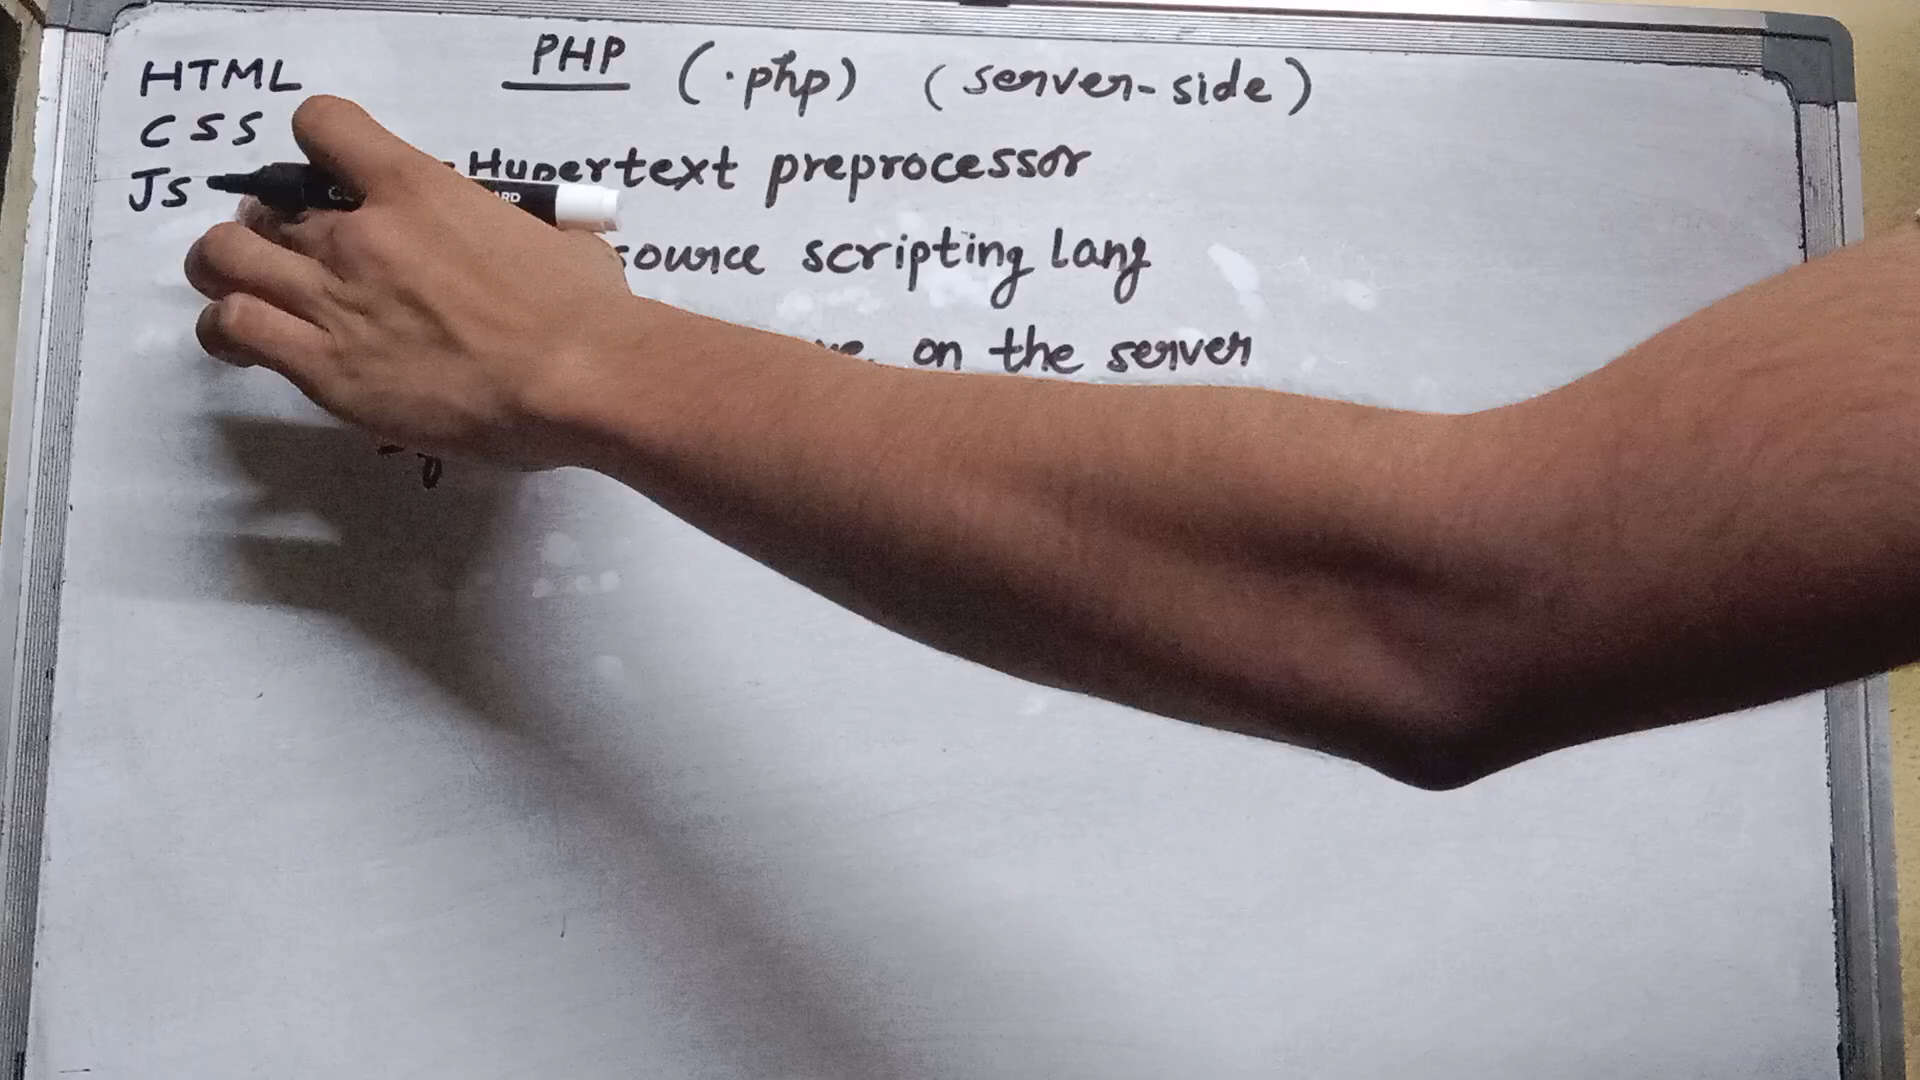 HTML
CSS
JS
PHP (.php) (server-side)
Hypertext preprocessor
source scripting lang
on the server